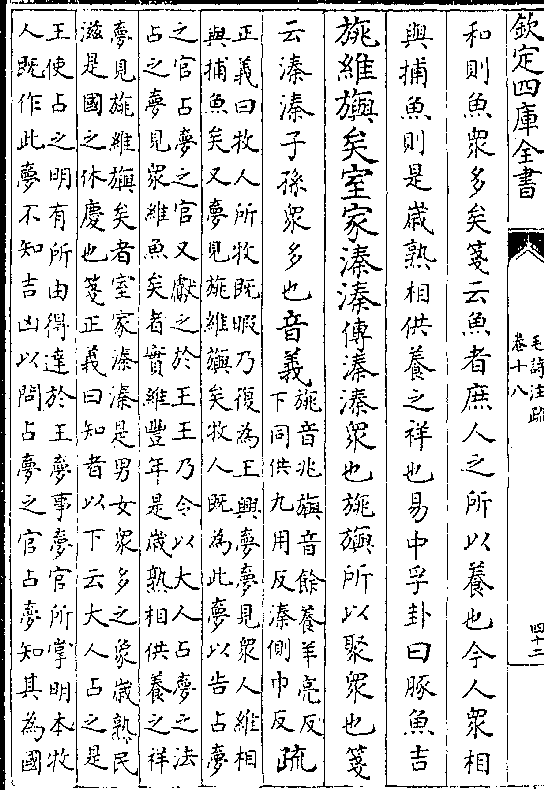 欽定四庫全書
毛詩注疏
卷十八
四十二
和則魚衆多矣箋云魚者庶人之所以養也今人衆相
與捕魚則是歳熟相供養之祥也易中孚卦曰豚魚吉
旐維旟矣室家溱溱傳溱溱衆也旐旟所以聚衆也箋
云溱溱子孫衆多也音義
旐音兆旟音餘養羊亮反
下同供九用反溱側巾反
疏
正義曰牧人所牧既暇乃復為王興夢夢見衆人維相
與捕魚矣又夢見旐維旟矣牧人既為此夢以告占夢
之官占夢之官又獻之於王王乃令以大人占夢之法
占之夢見衆維魚矣者實維豐年是歳熟相供養之祥
夢見旐維旟矣者室家溱溱是男女衆多之象歳熟民
滋是國之休慶也箋正義曰知者以下云大人占之是
王使占之明有所由得達於王夢事夢官所掌明本牧
人既作此夢不知吉凶以問占夢之官占夢知其為國